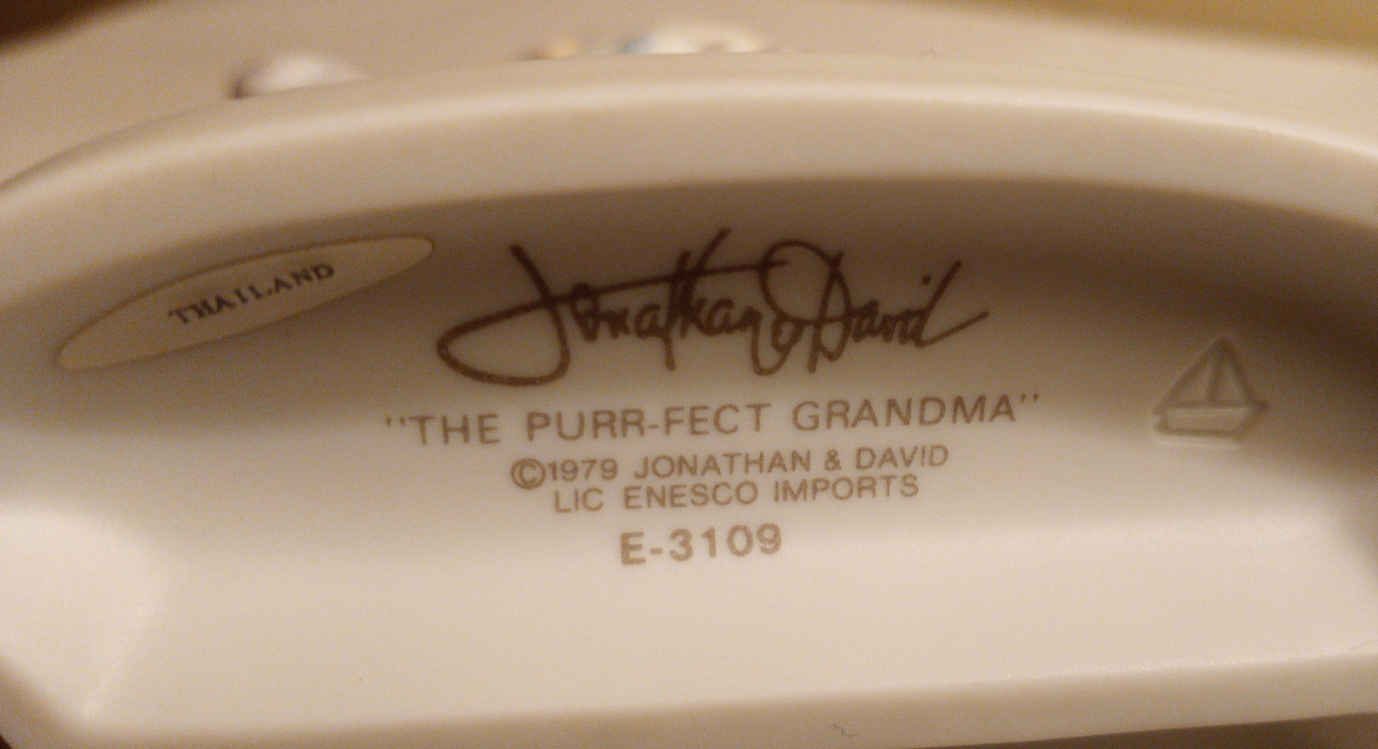 THAILAND
Jonathan & David
"THE PURR-FECT GRANDMA"
©1979 JONATHAN & DAVID
LIC ENESCO IMPORTS
E-3109